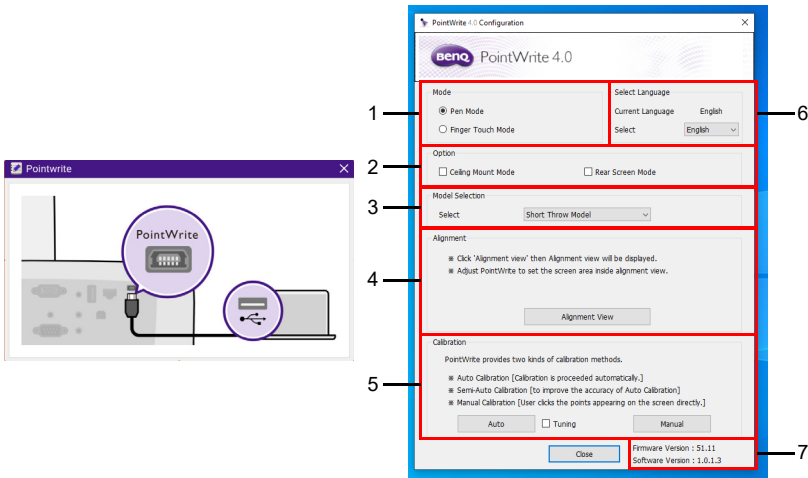 Pointwrite
PointWrite
PointWrite 4.0 Configuration
BenQ PointWrite 4.0
Mode
Pen Mode
Finger Touch Mode
Select Language
Current Language English
Select English
Option
Ceiling Mount Mode Rear Screen Mode
Model Selection
Select Short Throw Model
Alignment
※ Click 'Alignment view' then Alignment view will be displayed.
※ Adjust PointWrite to set the screen area inside alignment view.
Alignment View
Calibration
PointWrite provides two kinds of calibration methods.
※ Auto Calibration [Calibration is proceeded automatically.]
※ Semi-Auto Calibration [to improve the accuracy of Auto Calibration]
※ Manual Calibration [User clicks the points appearing on the screen directly.]
Auto Tuning Manual
Close
Firmware Version : 51.11
Software Version : 1.0.1.3
1
2
3
4
5
6
7